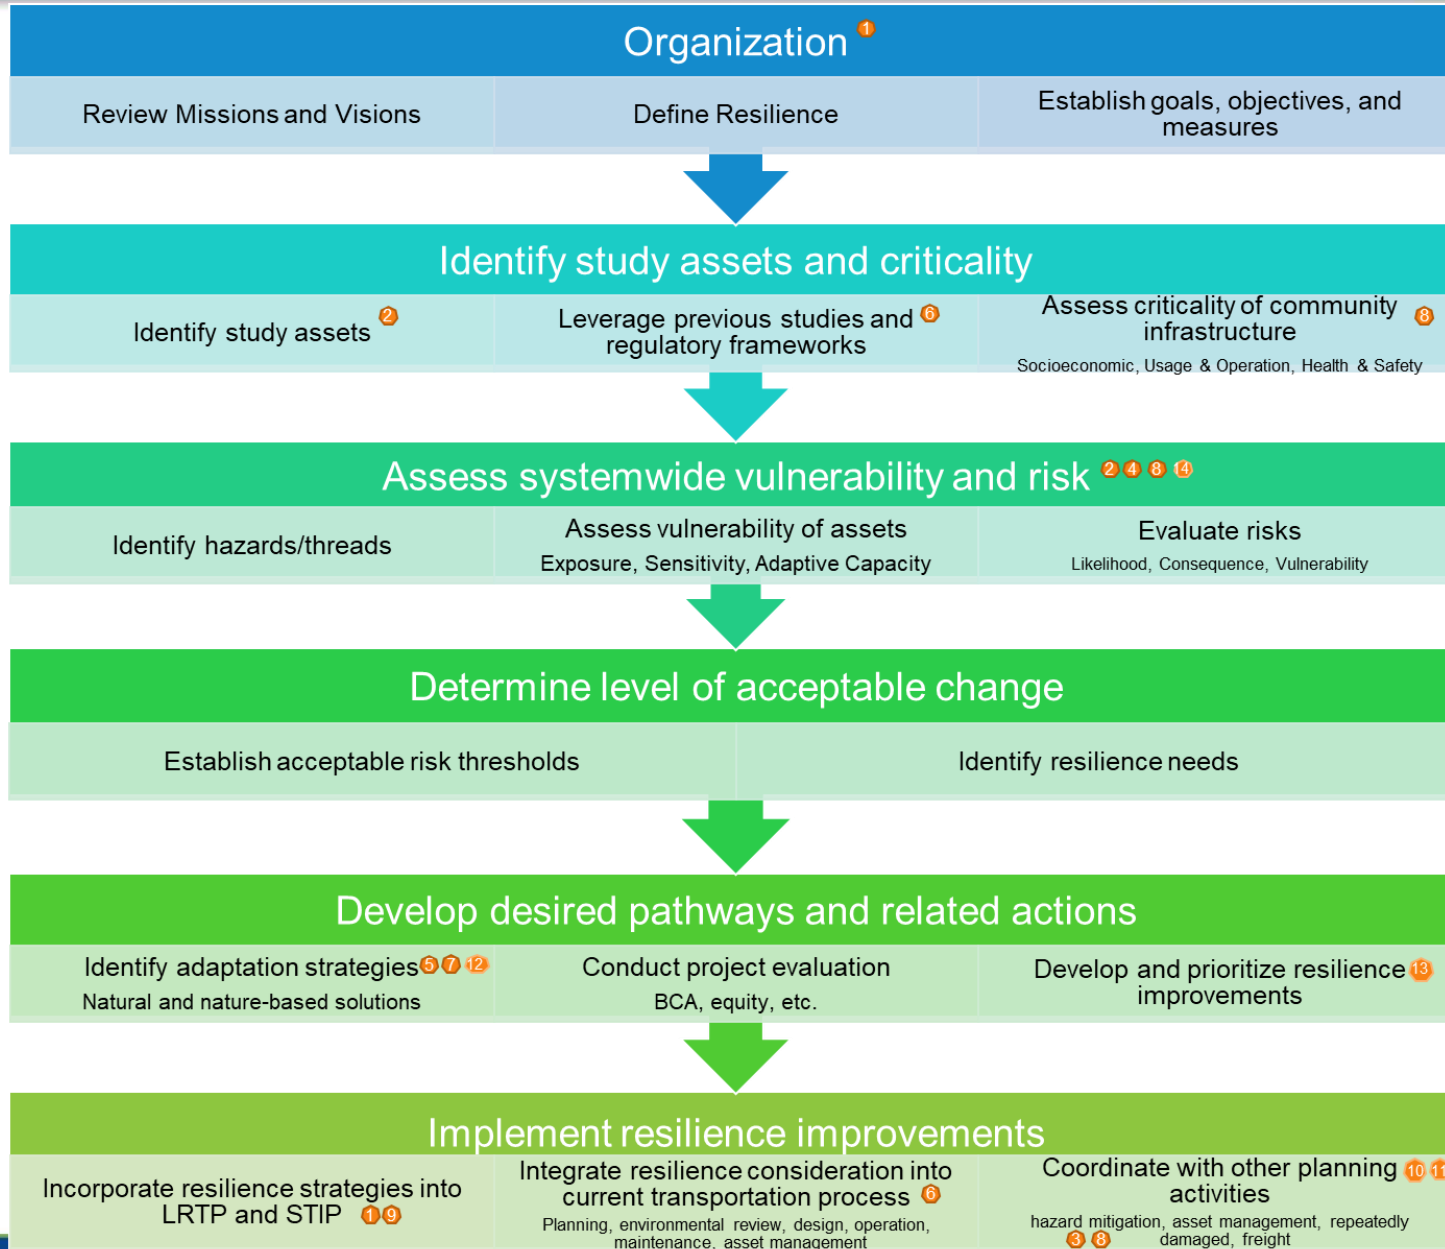 Organization 1
Review Missions and Visions
Define Resilience
Establish goals, objectives, and
measures
Identify study assets and criticality
Identify study assets 2
Leverage previous studies and 6
regulatory frameworks
Assess criticality of community 8
infrastructure
Socioeconomic, Usage & Operation, Health & Safety
Assess systemwide vulnerability and risk 2 4 8 14
Identify hazards/threads
Assess vulnerability of assets
Exposure, Sensitivity, Adaptive Capacity
Evaluate risks
Likelihood, Consequence, Vulnerability
Determine level of acceptable change
Establish acceptable risk thresholds
Identify resilience needs
Develop desired pathways and related actions
Identify adaptation strategies 5 7 12
Natural and nature-based solutions
Conduct project evaluation
BCA, equity, etc.
Develop and prioritize resilience 13
improvements
Implement resilience improvements
Incorporate resilience strategies into
LRTP and STIP 1 9
Integrate resilience consideration into
current transportation process 6
Planning, environmental review, design, operation,
maintenance, asset management
Coordinate with other planning 10 11
activities
hazard mitigation, asset management, repeatedly
3 8 damaged, freight